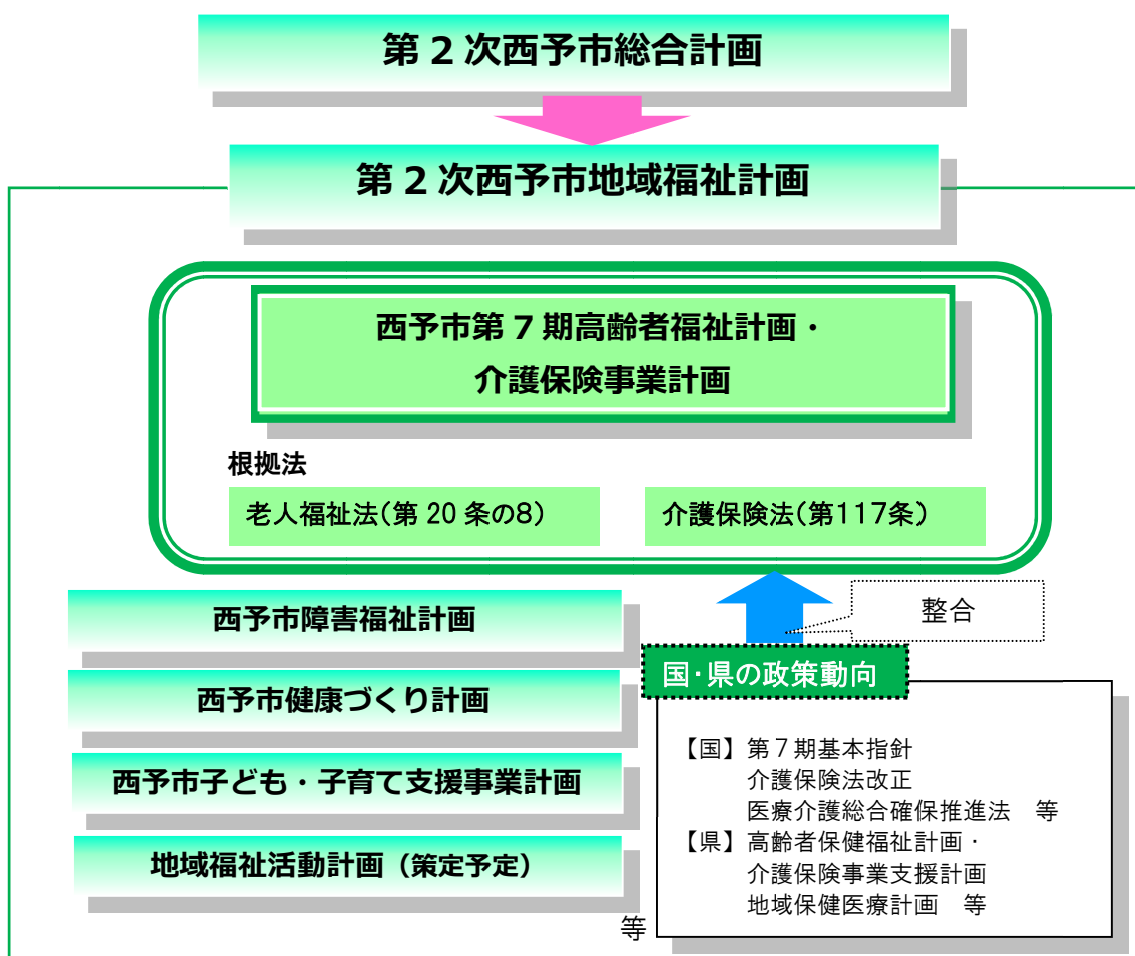 第2次西予市総合計画
第2次西予市地域福祉計画
西予市第7期高齢者福祉計画・
介護保険事業計画
根拠法
老人福祉法(第20条の8)
介護保険法(第117条)
整合
西予市障害福祉計画
西予市健康づくり計画
西予市子ども・子育て支援事業計画
地域福祉活動計画（策定予定）
等
国・県の政策動向
【国】第７期基本指針
介護保険法改正
医療介護総合確保推進法　等
【県】高齢者保健福祉計画・
介護保険事業支援計画
地域保健医療計画　等